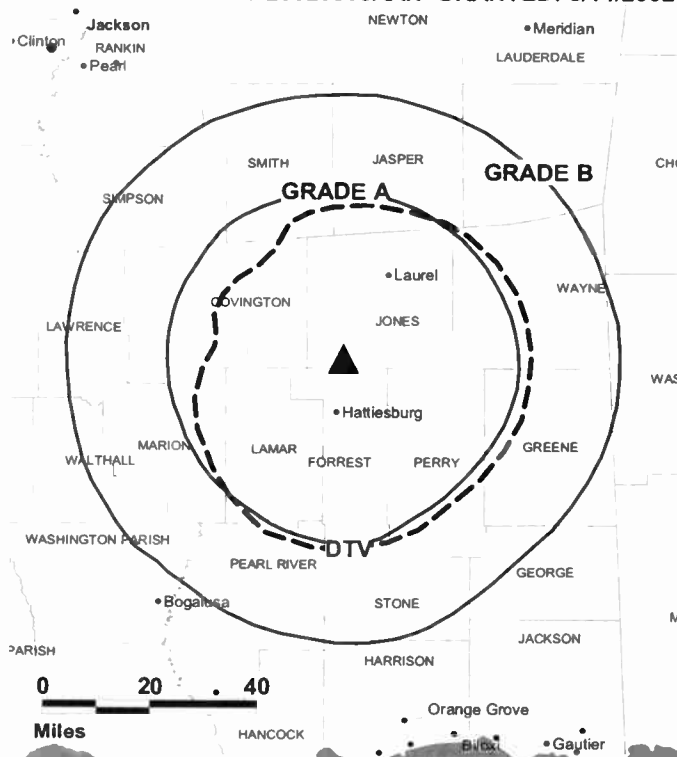 Jackson
NEWTON
Meridian
Clinton
RANKIN
Pearl
LAUDERDALE
SMITH
JASPER
GRADE A
GRADE B
SIMPSON
Laurel
COVINGTON
WAYNE
JONES
LAWRENCE
Hattiesburg
MARION
LAMAR
FORREST
PERRY
GREENE
WALTHALL
WASHINGTON PARISH
DTV
PEARL RIVER
GEORGE
Bogalusa
STONE
JACKSON
PARISH
HARRISON
0 20 40
Miles
HANCOCK
Orange Grove
Biloxi
Gautier